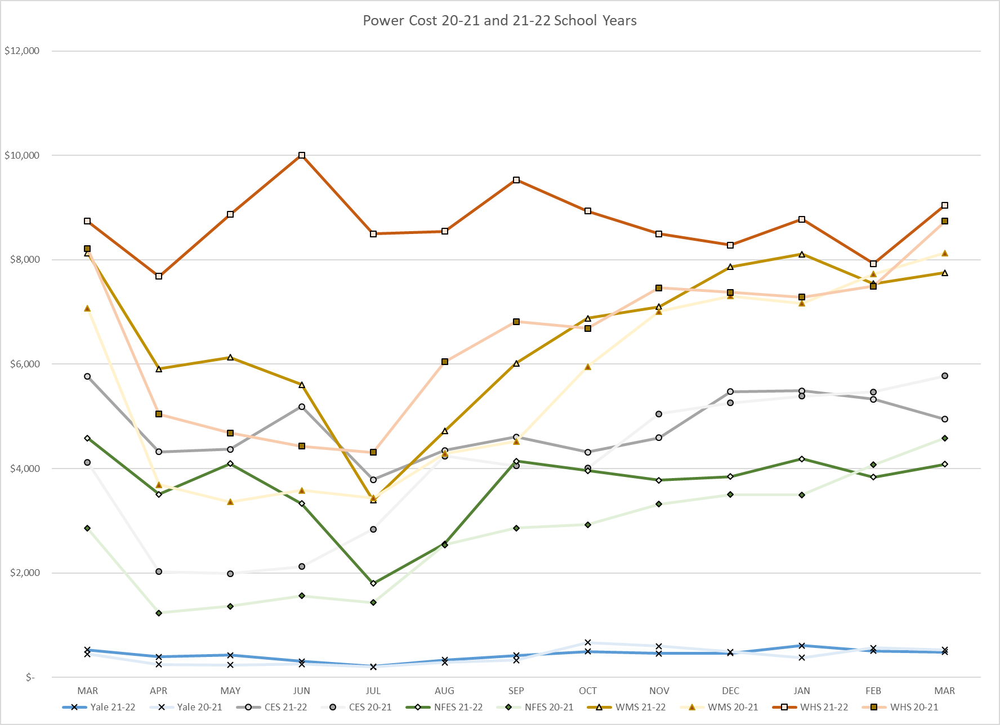 Power Cost 20-21 and 21-22 School Years
$12,000
$10,000
$8,000
$6,000
$4,000
$2,000
$-
MAR APR MAY JUN JUL AUG SEP OCT NOV DEC JAN FEB MAR
Yale 21-22 Yale 20-21 CES 21-22 CES 20-21 NFES 21-22 NFES 20-21 WMS 21-22 WMS 20-21 WHS 21-22 WHS 20-21